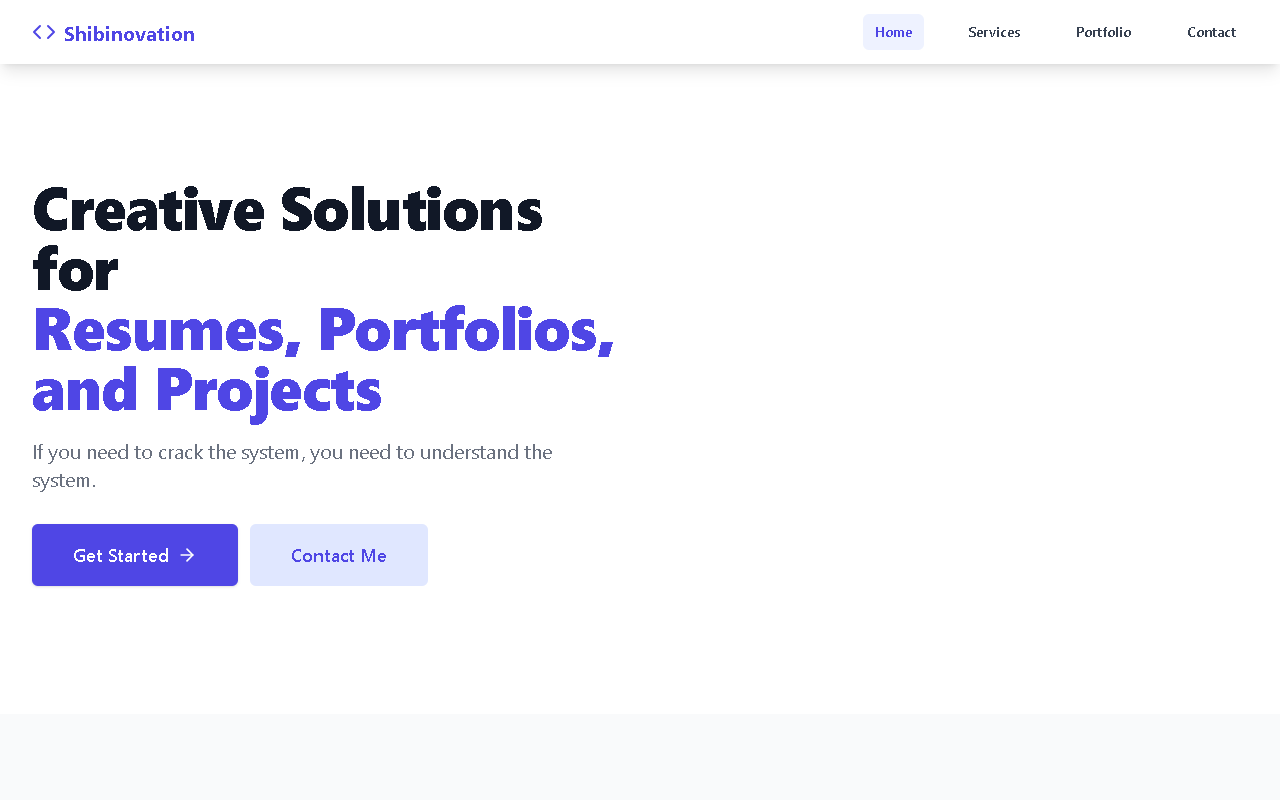 Shibinovation
Home
Services
Portfolio
Contact
Creative Solutions
for
Resumes, Portfolios,
and Projects
If you need to crack the system, you need to understand the
system.
Get Started
Contact Me